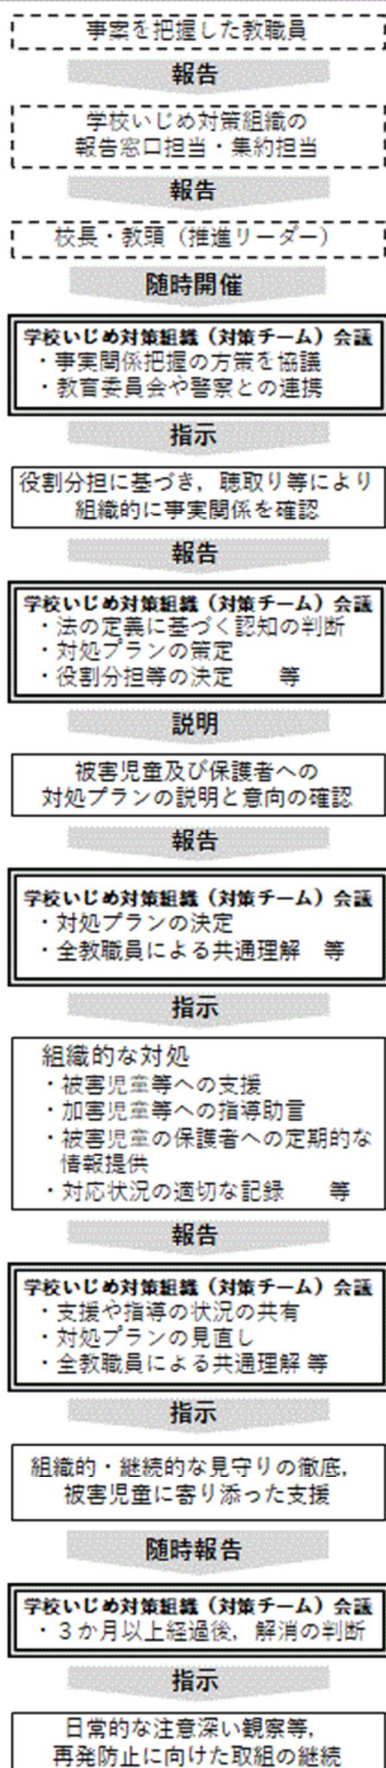 事案を把握した教職員
報告
学校いじめ対策組織の
報告窓口担当・集約担当
報告
校長・教頭（推進リーダー）
随時開催
学校いじめ対策組織（対策チーム）会議
・事実関係把握の方策を協議
・教育委員会や警察との連携
指示
役割分担に基づき，聴取り等により
組織的に事実関係を確認
報告
学校いじめ対策組織（対策チーム）会議
・法の定義に基づく認知の判断
・対処プランの策定
・役割分担等の決定　　等
説明
被害児童及び保護者への
対処プランの説明と意向の確認
報告
学校いじめ対策組織（対策チーム）会議
・対処プランの決定
・全教職員による共通理解　等
指示
組織的な対処
・被害児童等への支援
・加害児童等への指導助言
・被害児童の保護者への定期的な
情報提供
・対応状況の適切な記録　　等
報告
学校いじめ対策組織（対策チーム）会議
・支援や指導の状況の共有
・対処プランの見直し
・全教職員による共通理解 等
指示
組織的・継続的な見守りの徹底，
被害児童に寄り添った支援
随時報告
学校いじめ対策組織（対策チーム）会議
・３か月以上経過後，解消の判断
指示
日常的な注意深い観察等，
再発防止に向けた取組の継続